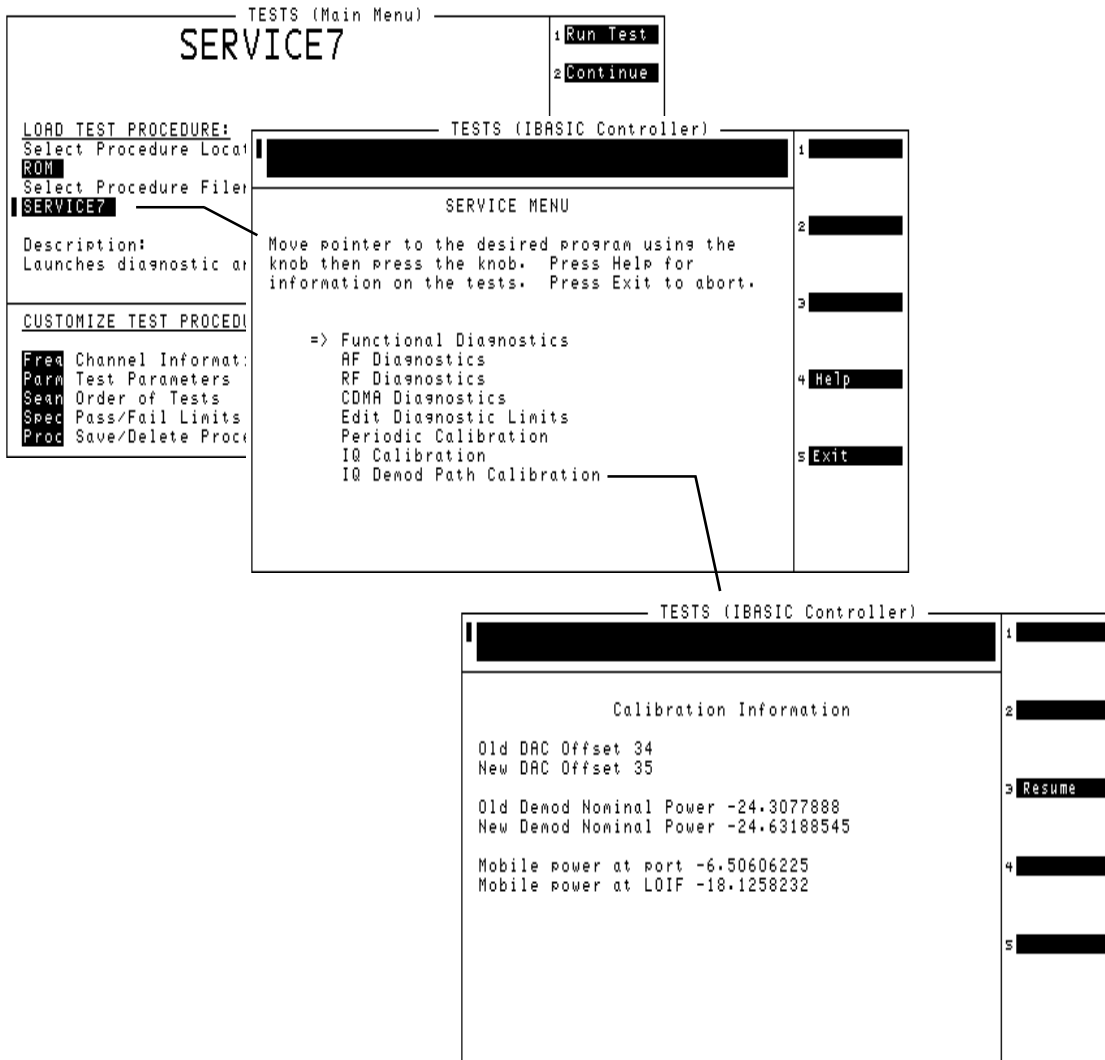 TESTS (Main Menu)
SERVICE7
1 Run Test
2 Continue
LOAD TEST PROCEDURE:
Select Procedure Locat
ROM
Select Procedure Filen
SERVICE7
Description:
Launches diagnostic an
CUSTOMIZE TEST PROCEDU
Freq Channel Informati
Parm Test Parameters
Seqn Order of Tests
Spec Pass/Fail Limits
Proc Save/Delete Proce
TESTS (IBASIC Controller)
SERVICE MENU
Move pointer to the desired program using the
knob then press the knob. Press Help for
information on the tests. Press Exit to abort.
=> Functional Diagnostics
AF Diagnostics
RF Diagnostics
CDMA Diagnostics
Edit Diagnostic Limits
Periodic Calibration
IQ Calibration
IQ Demod Path Calibration
1
2
3
4 Help
5 Exit
TESTS (IBASIC Controller)
Calibration Information
Old DAC Offset 34
New DAC Offset 35
Old Demod Nominal Power -24.3077888
New Demod Nominal Power -24.63188545
Mobile power at port -6.50606225
Mobile power at LOIF -18.1258232
1
2
3 Resume
4
5